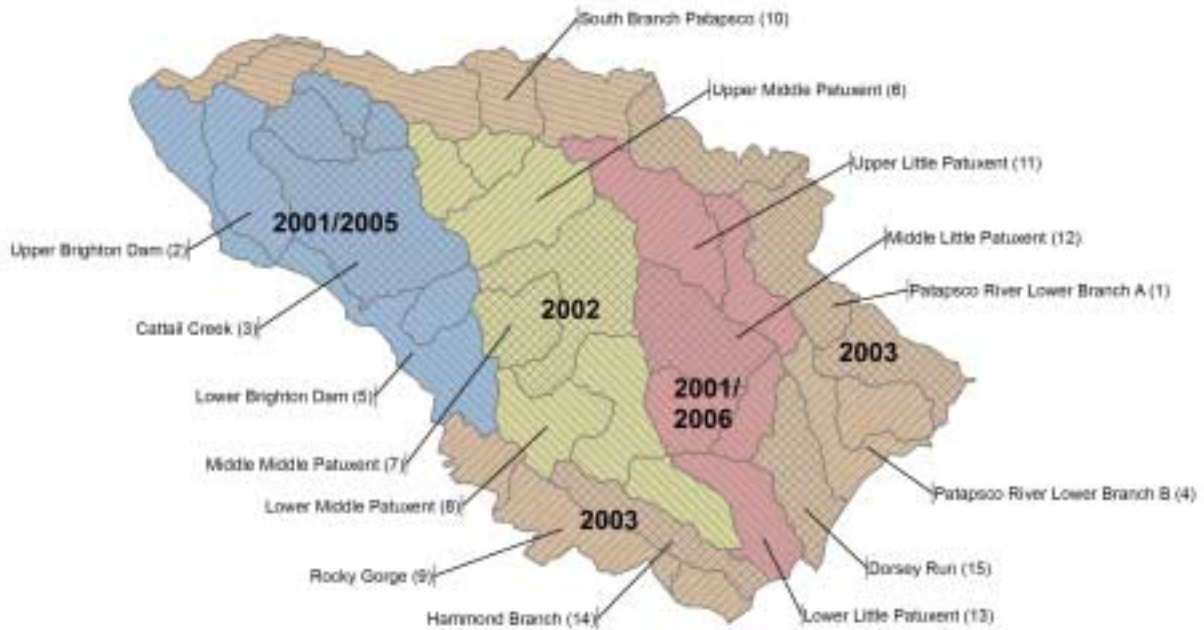 South Branch Patapsco (10)
Upper Middle Patuxent (6)
Upper Little Patuxent (11)
2001/2005
Middle Little Patuxent (12)
Upper Brighton Dam (2)
Patapsco River Lower Branch A (1)
2002
Cattail Creek (3)
2003
Lower Brighton Dam (5)
2001/
2006
Middle Middle Patuxent (7)
Patapsco River Lower Branch B (4)
Lower Middle Patuxent (8)
2003
Dorsey Run (15)
Rocky Gorge (9)
Hammond Branch (14)
Lower Little Patuxent (13)